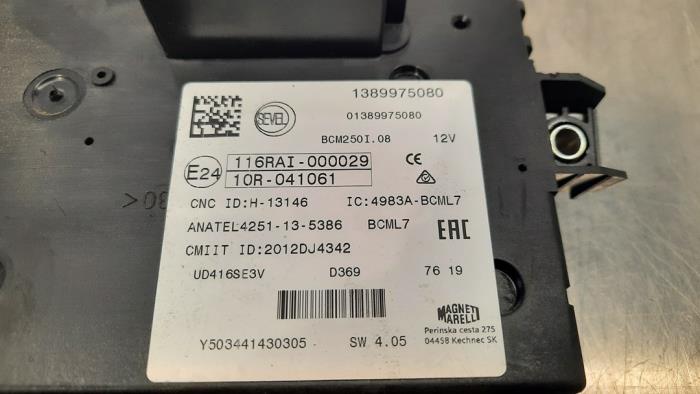 1389975080
SEVEL
01389975080
BCM250I.08 12V
E24
116RAI-000029
10R-041061
CE
CNC ID:H-13146 IC:4983A-BCML7
ANATEL4251-13-5386 BCML7
EAC
CMIIT ID:2012DJ4342
UD416SE3V D369 76 19
MAGNETI
MARELLI
Perinska cesta 275
04458 Kechnec SK
Y503441430305 SW 4.05